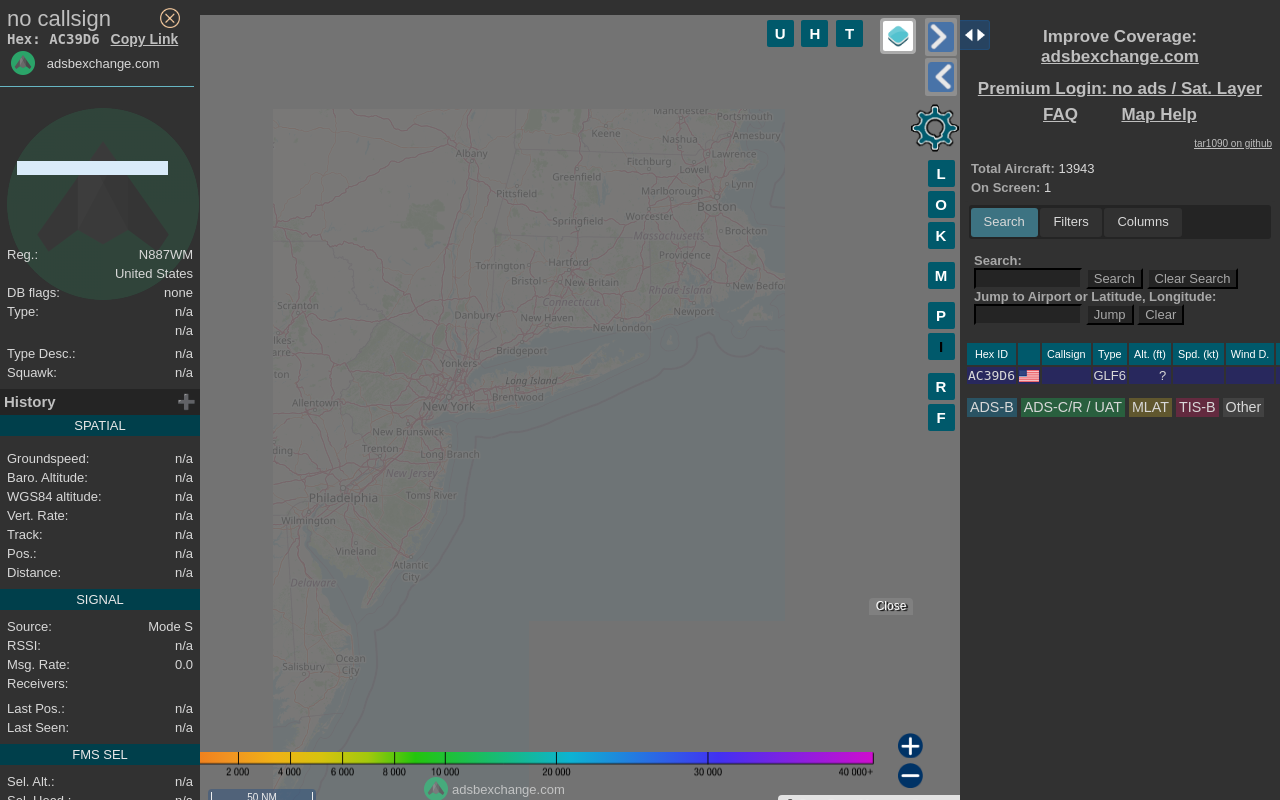 no callsign
Hex: AC39D6 Copy Link
adsbexchange.com
Reg.: N887WM
United States
DB flags: none
Type: n/a
n/a
Type Desc.: n/a
Squawk: n/a
History
SPATIAL
Groundspeed: n/a
Baro. Altitude: n/a
WGS84 altitude: n/a
Vert. Rate: n/a
Track: n/a
Pos.: n/a
Distance: n/a
SIGNAL
Source: Mode S
RSSI: n/a
Msg. Rate: 0.0
Receivers:
Last Pos.: n/a
Last Seen: n/a
FMS SEL
Sel. Alt.: n/a
U H T
L
O
K
M
P
I
R
F
Manchester
Portsmouth
Keene
Nashua
Amesbury
Albany
Fitchburg
Lawrence
Greenfield
Lowell
Pittsfield
Marlborough
Lynn
Worcester
Boston
Springfield
Massachusetts
Brockton
Torrington
Hartford
Providence
Bristol
New Britain
Rhode Island
New Bedfo
Scranton
Connecticut
Danbury
New Haven
Newport
New London
lkes-
arre
Bridgeport
Yonkers
ton
Long Island
Allentown
New York
Brentwood
New Brunswick
ding
Trenton
Long Branch
New Jersey
Philadelphia
Toms River
Wilmington
Vineland
Atlantic
City
Delaware
Salisbury
Ocean
City
Close
2 000 4 000 6 000 8 000 10 000 20 000 30 000 40 000+
adsbexchange.com
50 NM
Improve Coverage:
adsbexchange.com
Premium Login: no ads / Sat. Layer
FAQ Map Help
tar1090 on github
Total Aircraft: 13943
On Screen: 1
Search Filters Columns
Search:
Search Clear Search
Jump to Airport or Latitude, Longitude:
Jump Clear
Hex ID Callsign Type Alt. (ft) Spd. (kt) Wind D.
AC39D6 GLF6 ?
ADS-B ADS-C/R / UAT MLAT TIS-B Other